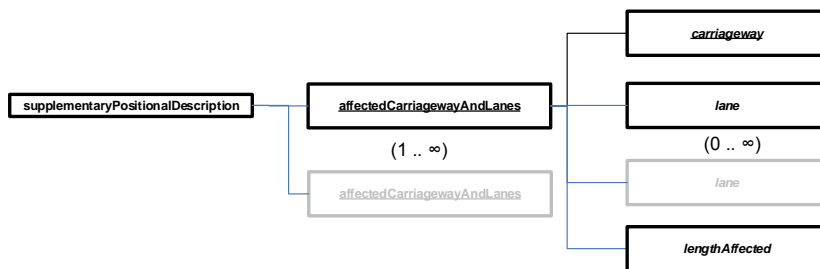 carriageway
supplementaryPositionalDescription
affectedCarriagewayAndLanes
lane
(1 .. ∞)
(0 .. ∞)
affectedCarriagewayAndLanes
lane
lengthAffected